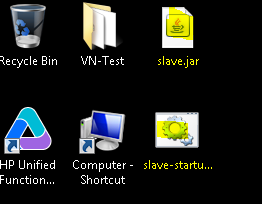 Recycle Bin
VN-Test
slave.jar
HP Unified
Function...
Computer -
Shortcut
slave-startu...